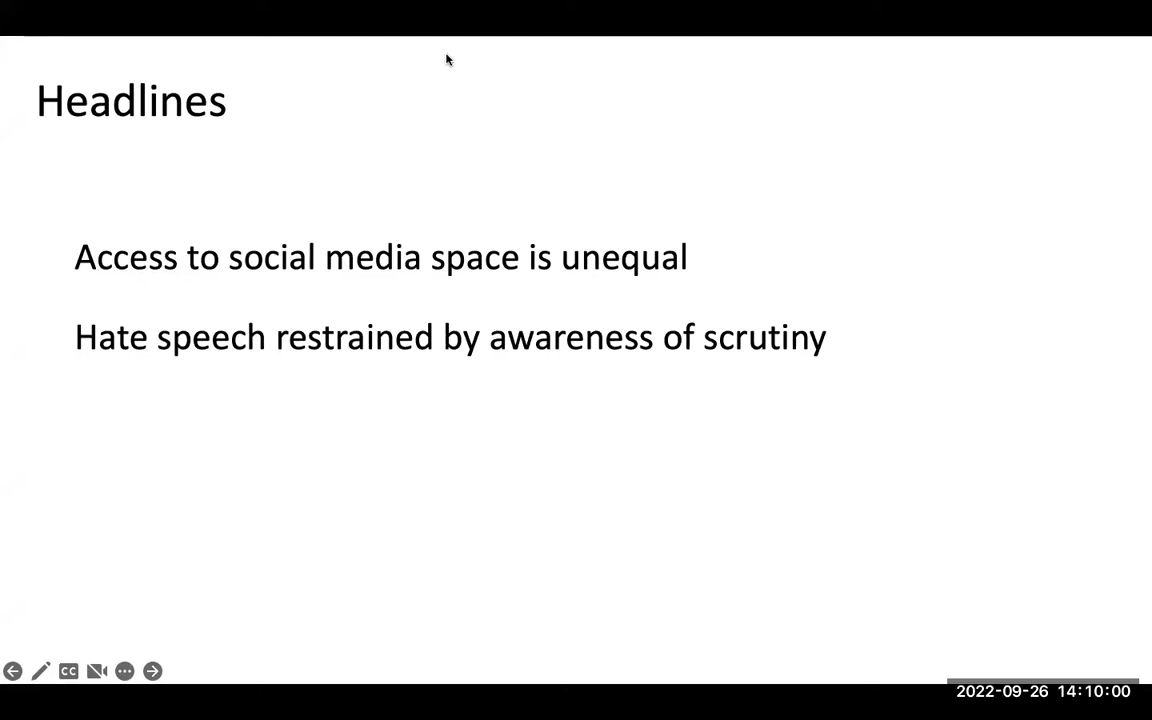 Headlines
Access to social media space is unequal
Hate speech restrained by awareness of scrutiny
CC
2022-09-26 14:10:00